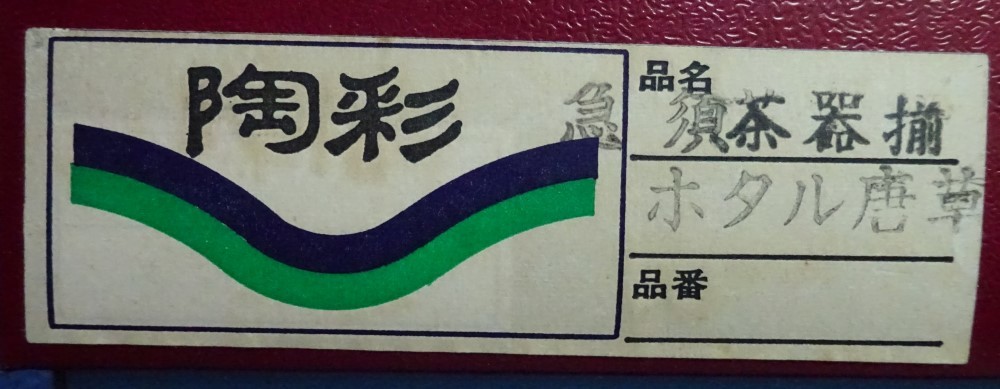 陶彩
品名
急須茶器揃
ホタル唐草
品番